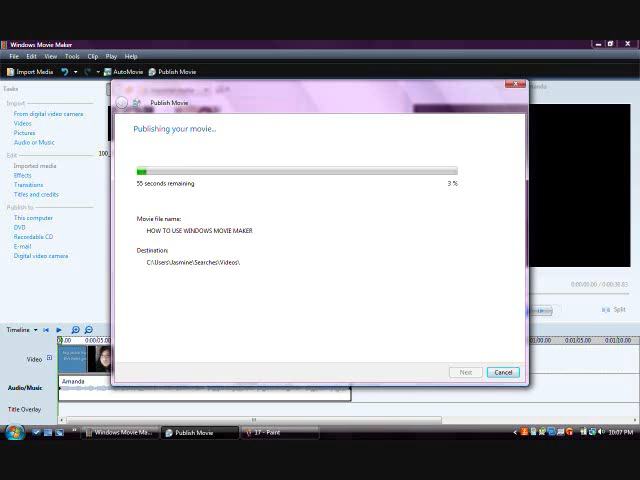 Windows Movie Maker
File Edit View Tools Clip Play Help
Import Media AutoMovie Publish Movie
Tasks
Publish Movie
Import
From digital video camera
Videos
Pictures
Audio or Music
Edit
Imported media
Effects
Transitions
Titles and credits
Publish to
This computer
DVD
Recordable CD
E-mail
Digital video camera
Publishing your movie...
55 seconds remaining 3 %
Movie file name:
HOW TO USE WINDOWS MOVIE MAKER
Destination:
C:\Users\Jasmine\Searches\Videos\
Next Cancel
Split
Timeline
Video
Audio/Music
Amanda
Title Overlay
Windows Movie Ma... Publish Movie 17 - Paint 10:07 PM